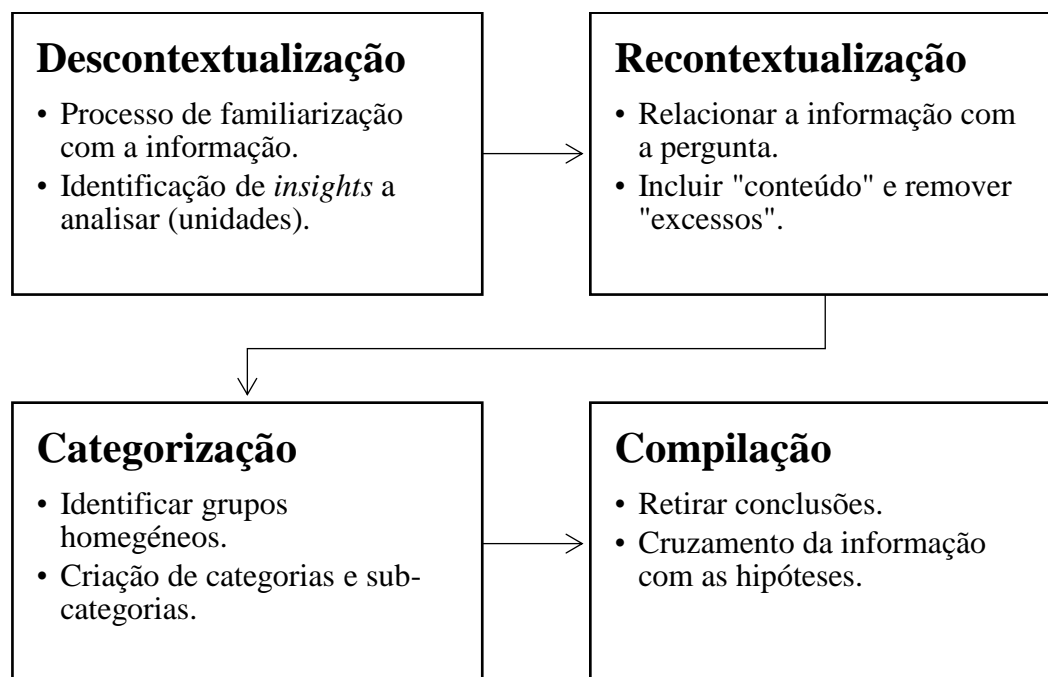 Descontextualização
• Processo de familiarização
com a informação.
• Identificação de insights a
analisar (unidades).
Recontextualização
• Relacionar a informação com
a pergunta.
• Incluir "conteúdo" e remover
"excessos".
Categorização
• Identificar grupos
homegéneos.
• Criação de categorias e sub-
categorias.
Compilação
• Retirar conclusões.
• Cruzamento da informação
com as hipóteses.